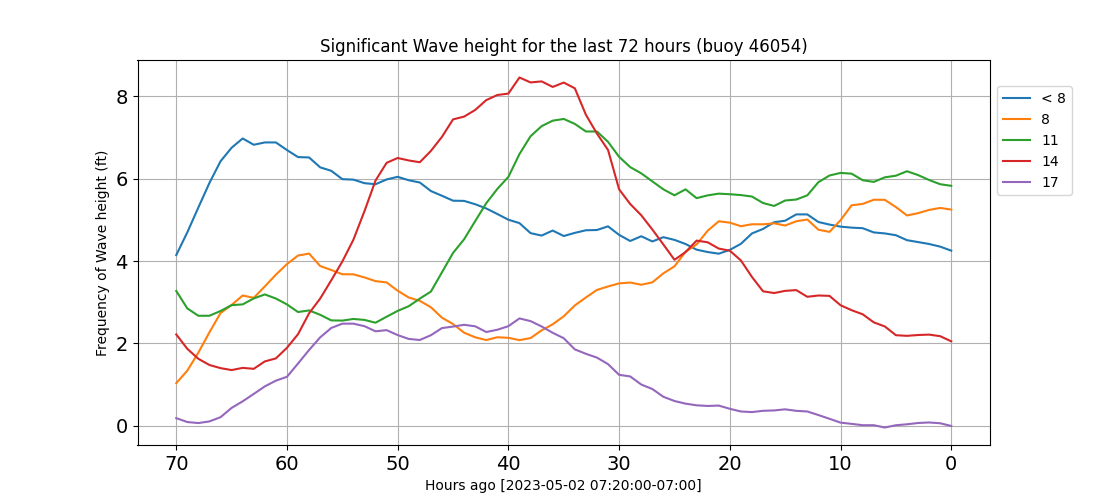 Significant Wave height for the last 72 hours (buoy 46054)
Frequency of Wave height (ft)
8
6
4
2
0
70 60 50 40 30 20 10 0
Hours ago [2023-05-02 07:20:00-07:00]
< 8
8
11
14
17